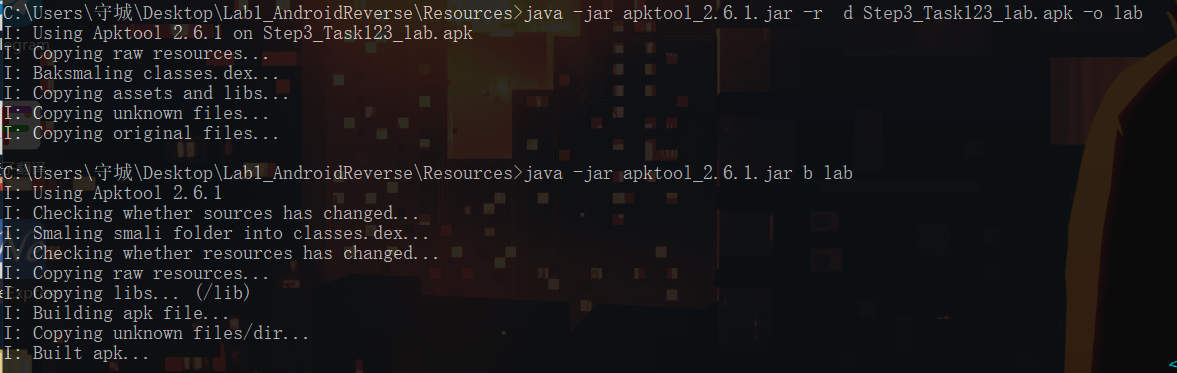 C:\Users\守城\Desktop\Lab1_AndroidReverse\Resources>java -jar apktool_2.6.1.jar -r  d Step3_Task123_lab.apk -o lab
I: Using Apktool 2.6.1 on Step3_Task123_lab.apk
I: Copying raw resources...
I: Baksmaling classes.dex...
I: Copying assets and libs...
I: Copying unknown files...
I: Copying original files...
C:\Users\守城\Desktop\Lab1_AndroidReverse\Resources>java -jar apktool_2.6.1.jar b lab
I: Using Apktool 2.6.1
I: Checking whether sources has changed...
I: Smaling smali folder into classes.dex...
I: Checking whether resources has changed...
I: Copying raw resources...
I: Copying libs... (/lib)
I: Building apk file...
I: Copying unknown files/dir...
I: Built apk...